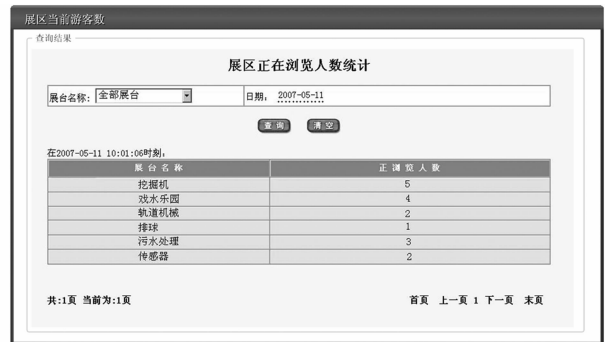 展区当前游客数
查询结果
展区正在浏览人数统计
展台名称: 全部展台 日期: 2007-05-11
查询 清空
在2007-05-11 10:01:06时刻,
展台名称 正浏览人数
挖掘机 5
戏水乐园 4
轨道机械 2
排球 1
污水处理 3
传感器 2
共:1页 当前为:1页 首页 上一页 1 下一页 末页